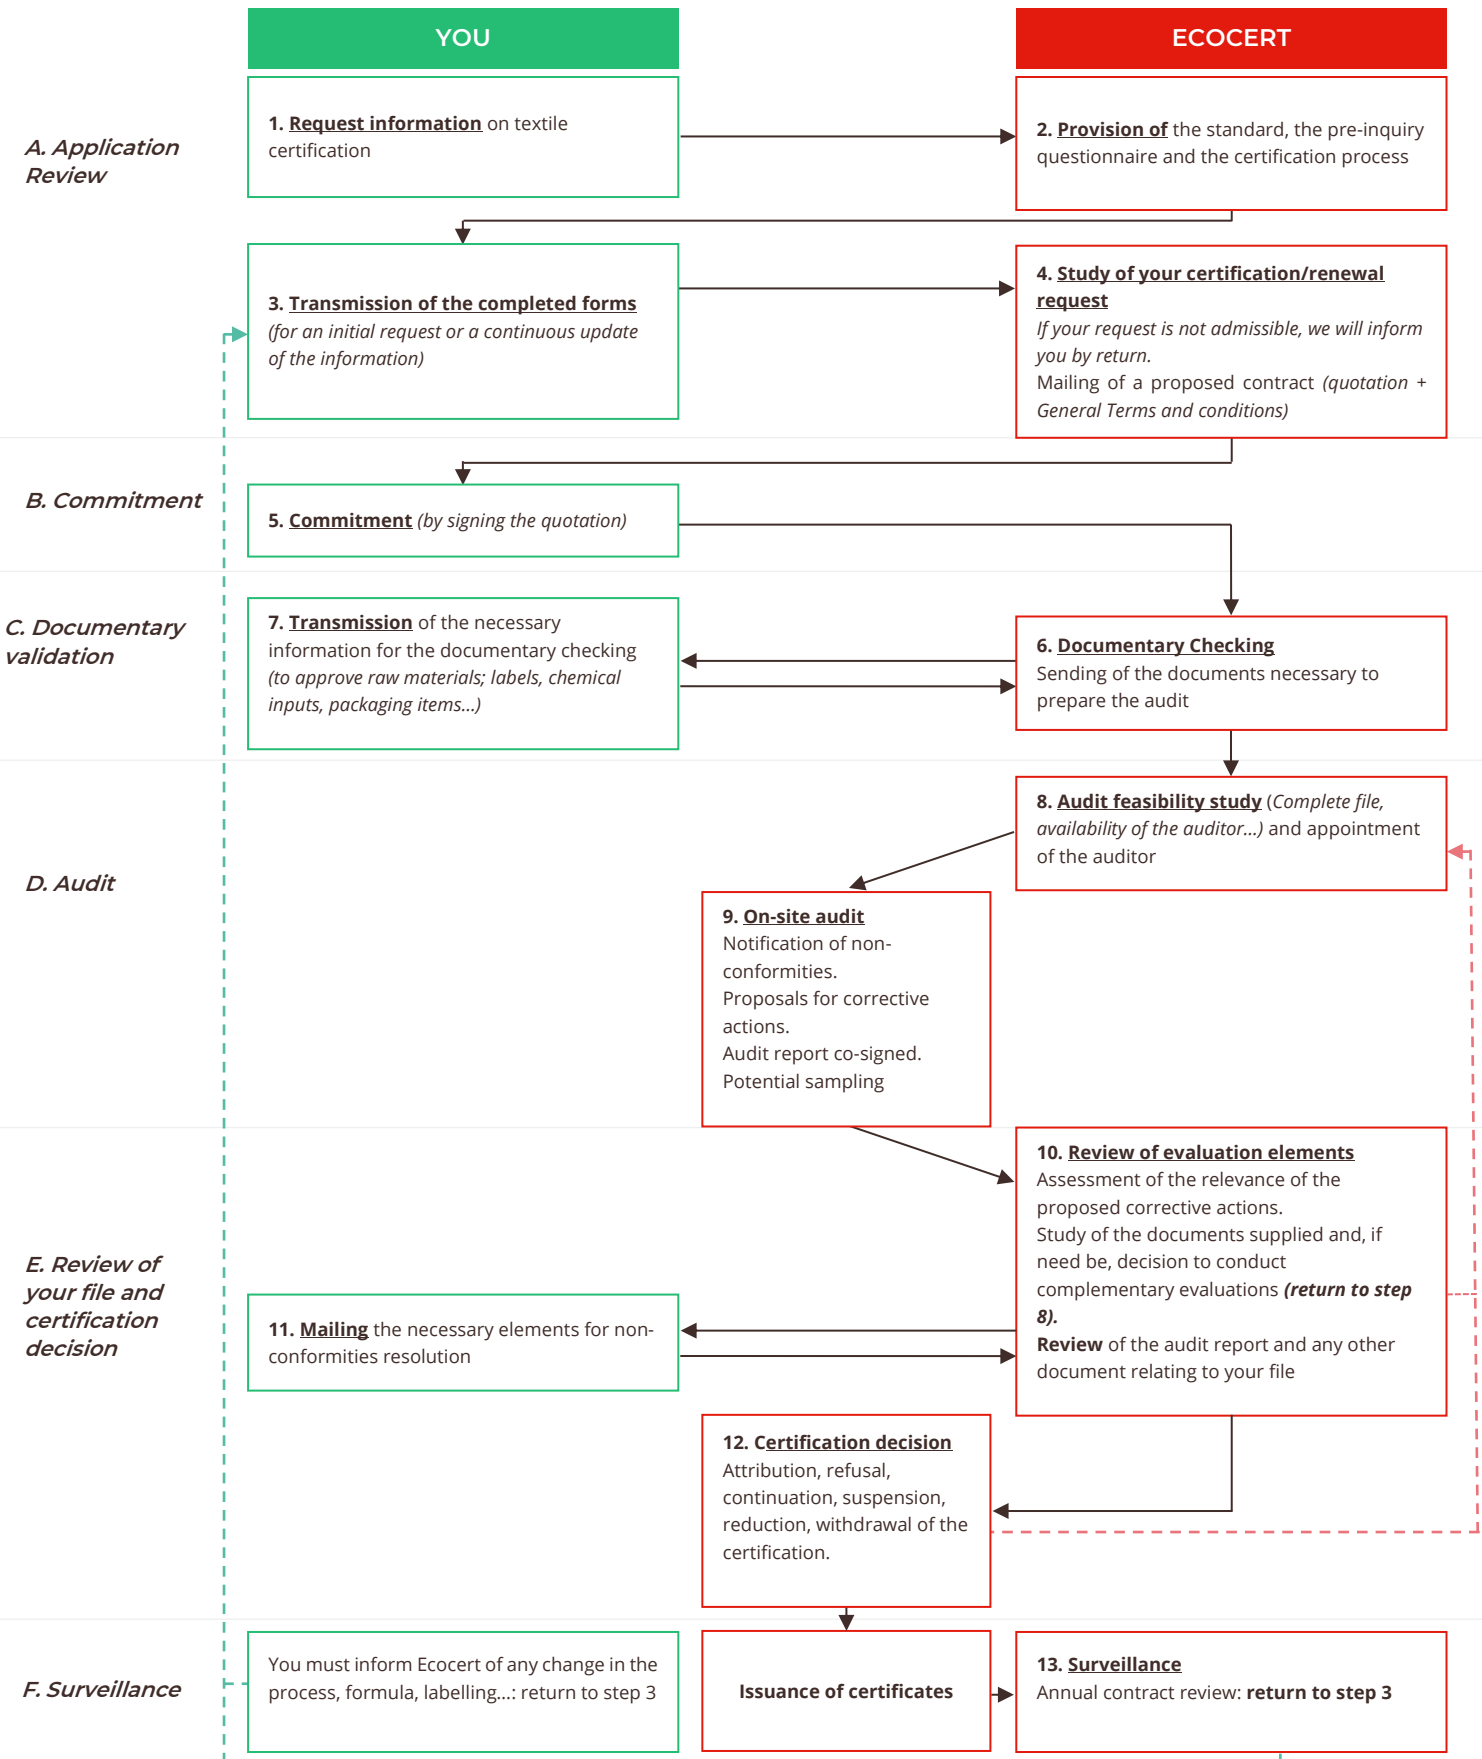 YOU
ECOCERT
A. Application
Review
1. Request information on textile
certification
2. Provision of the standard, the pre-inquiry
questionnaire and the certification process
3. Transmission of the completed forms
(for an initial request or a continuous update
of the information)
4. Study of your certification/renewal
request
If your request is not admissible, we will inform
you by return.
Mailing of a proposed contract (quotation +
General Terms and conditions)
B. Commitment
5. Commitment (by signing the quotation)
C. Documentary
validation
7. Transmission of the necessary
information for the documentary checking
(to approve raw materials; labels, chemical
inputs, packaging items...)
6. Documentary Checking
Sending of the documents necessary to
prepare the audit
D. Audit
8. Audit feasibility study (Complete file,
availability of the auditor...) and appointment
of the auditor
9. On-site audit
Notification of non-
conformities.
Proposals for corrective
actions.
Audit report co-signed.
Potential sampling
E. Review of
your file and
certification
decision
10. Review of evaluation elements
Assessment of the relevance of the
proposed corrective actions.
Study of the documents supplied and, if
need be, decision to conduct
complementary evaluations (return to step
8).
Review of the audit report and any other
document relating to your file
11. Mailing the necessary elements for non-
conformities resolution
12. Certification decision
Attribution, refusal,
continuation, suspension,
reduction, withdrawal of the
certification.
F. Surveillance
You must inform Ecocert of any change in the
process, formula, labelling...: return to step 3
Issuance of certificates
13. Surveillance
Annual contract review: return to step 3